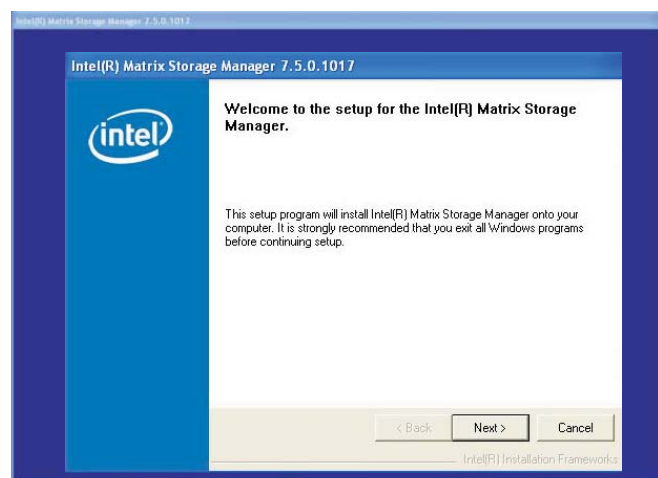 Intel(R) Matrix Storage Manager 7.5.0.1017
Intel(R) Matrix Storage Manager 7.5.0.1017
intel
Welcome to the setup for the Intel(R) Matrix Storage
Manager.
This setup program will install Intel(R) Matrix Storage Manager onto your
computer. It is strongly recommended that you exit all Windows programs
before continuing setup.
< Back
Next >
Cancel
Intel(R) Installation Frameworks